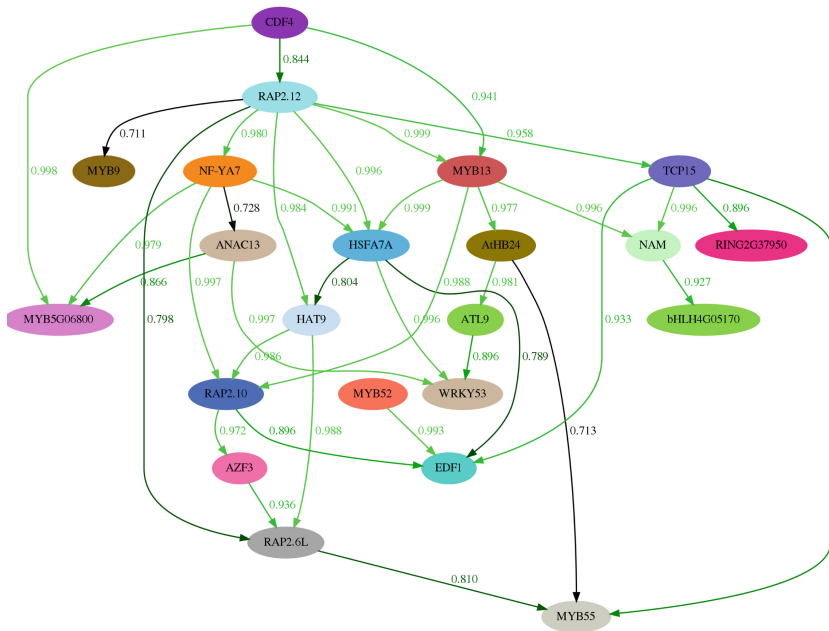 CDF4
0.844
RAP2.12
0.941
0.711
0.980
0.999
0.958
0.998
0.996
MYB9
NF-YA7
MYB13
TCP15
0.728
0.984
0.991
0.999
0.977
0.996
0.996
0.896
0.979
ANAC13
HSFA7A
AtHB24
NAM
RING2G37950
0.866
0.997
0.804
0.988
0.981
0.927
MYB5G06800
0.798
0.997
HAT9
0.996
ATL9
0.933
bHLH4G05170
0.986
0.896
0.789
0.713
RAP2.10
MYB52
WRKY53
0.972
0.896
0.988
0.993
AZF3
EDF1
0.936
RAP2.6L
0.810
MYB55